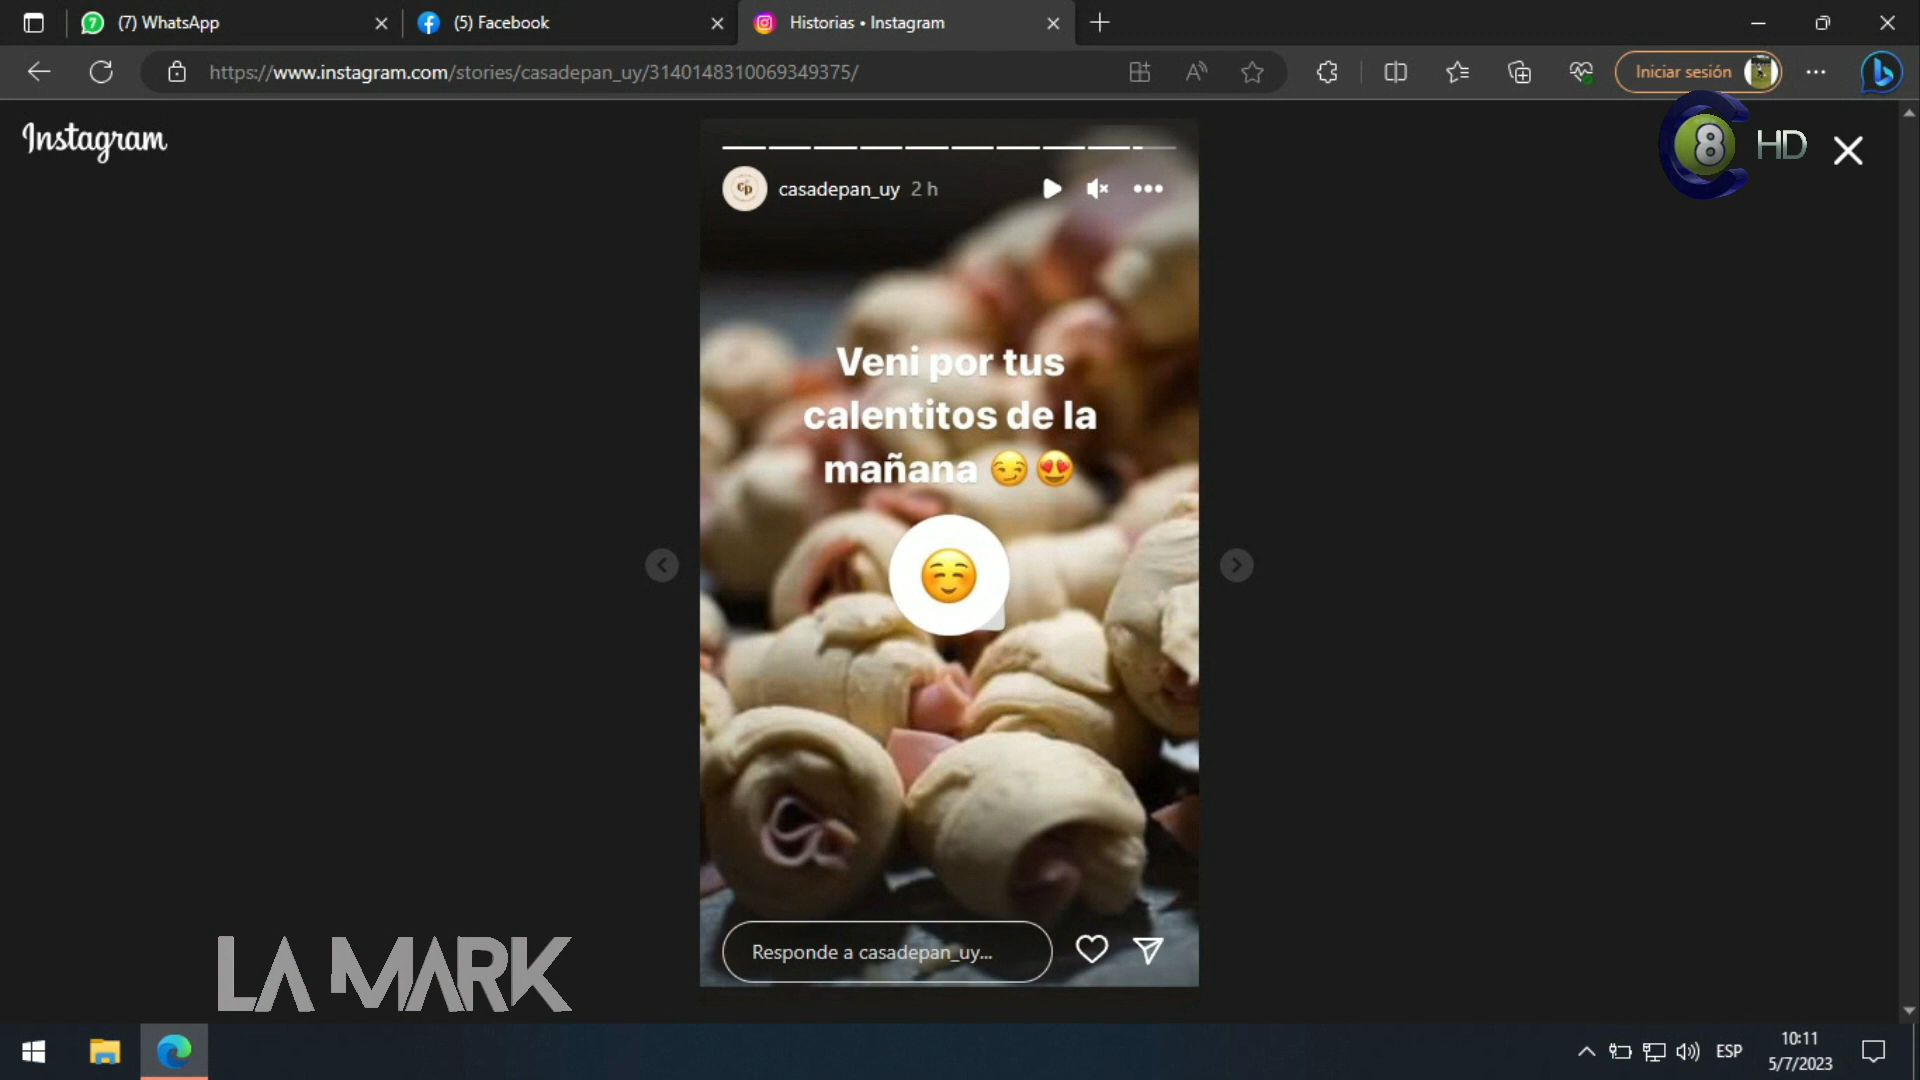 (7) WhatsApp
(5) Facebook
Historias • Instagram
https://www.instagram.com/stories/casadepan_uy/3140148310069349375/
Iniciar sesión
Instagram
8 HD
cp
casadepan_uy 2 h
Veni por tus
calentitos de la
mañana 😏😍
Responde a casadepan_uy...
LA MARK
ESP
10:11
5/7/2023